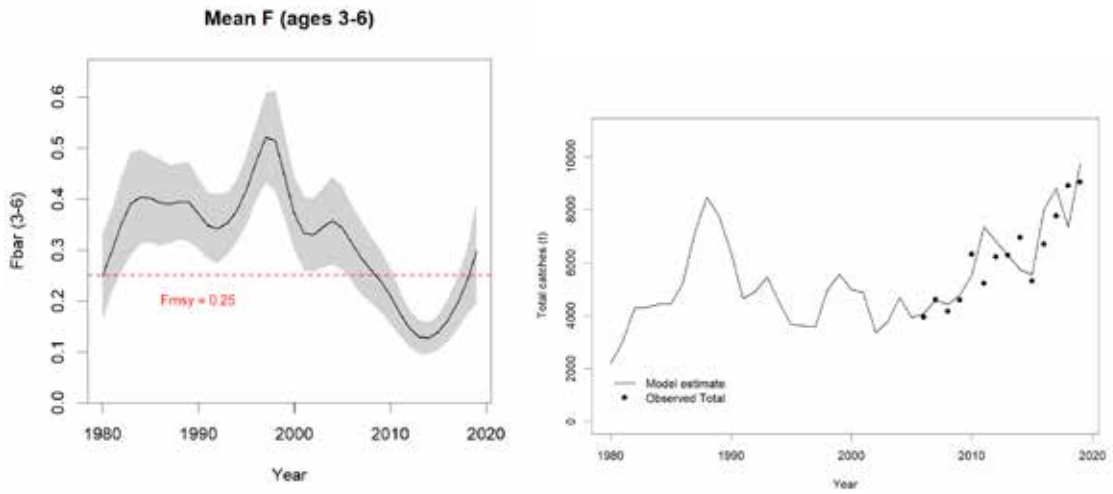 Mean F (ages 3-6)
Fbar (3-6)
0.6
0.5
0.4
0.3
0.2
0.1
0.0
Fmsy = 0.25
1980 1990 2000 2010 2020
Year
Total catches (t)
10000
8000
6000
4000
2000
0
Model estimate
Observed Total
1980 1990 2000 2010 2020
Year